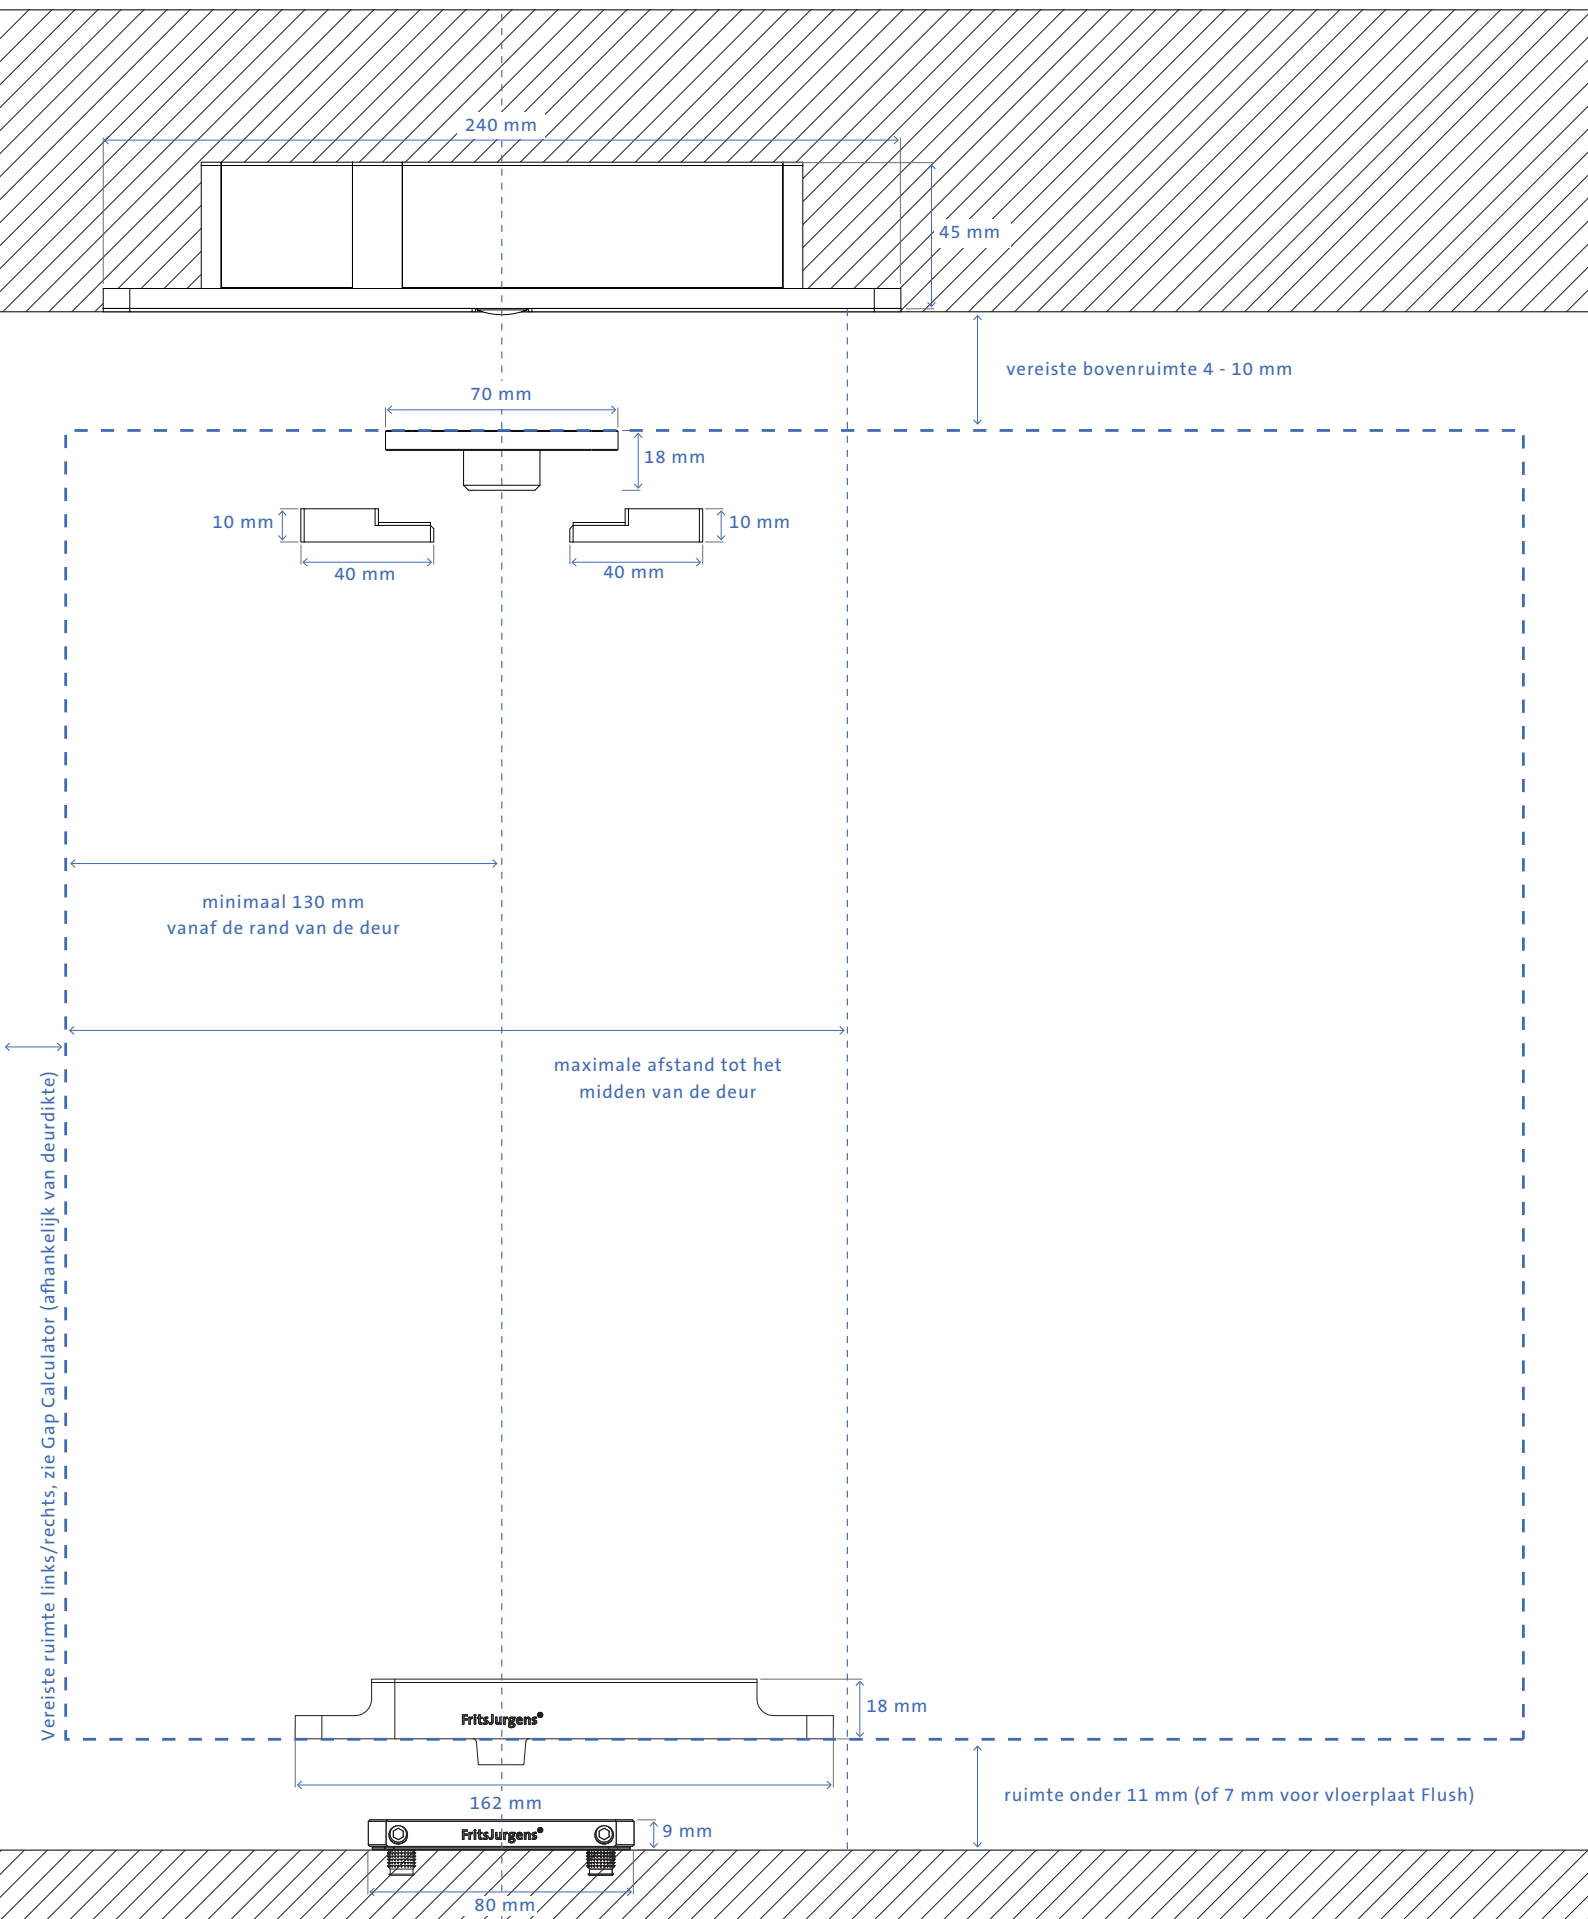 240 mm
45 mm
vereiste bovenruimte 4 - 10 mm
70 mm
18 mm
10 mm
10 mm
40 mm
40 mm
minimaal 130 mm
vanaf de rand van de deur
maximale afstand tot het
midden van de deur
Vereiste ruimte links/rechts, zie Gap Calculator (afhankelijk van deurdikte)
18 mm
FritsJurgens®
ruimte onder 11 mm (of 7 mm voor vloerplaat Flush)
162 mm
FritsJurgens®
9 mm
80 mm